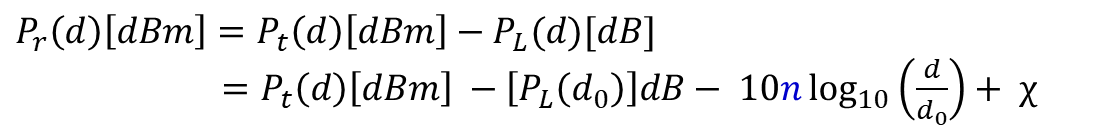 P_r(d)[dBm] = P_t(d)[dBm] − P_L(d)[dB]
= P_t(d)[dBm] − [P_L(d_0)]dB − 10n log_10 (d/d_0) + χ